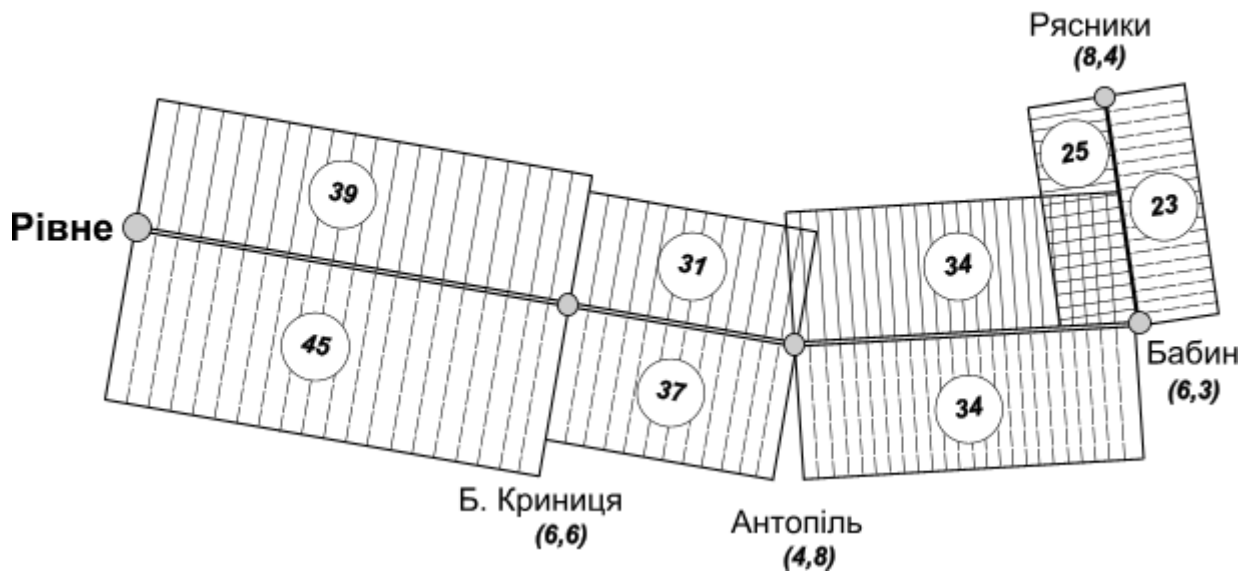 Рясники
(8,4)
25
39
23
Рівне
31
34
45
37
34
Бабин
(6,3)
Б. Криниця
(6,6)
Антопіль
(4,8)